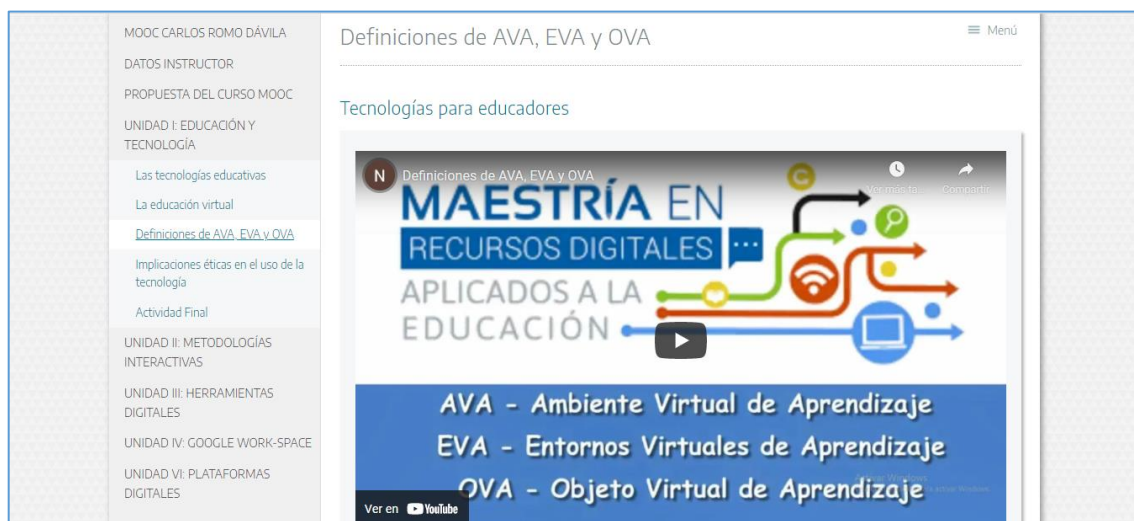 MOOC CARLOS ROMO DÁVILA
DATOS INSTRUCTOR
PROPUESTA DEL CURSO MOOC
UNIDAD I: EDUCACIÓN Y
TECNOLOGÍA
Las tecnologías educativas
La educación virtual
Definiciones de AVA, EVA y OVA
Implicaciones éticas en el uso de la
tecnología
Actividad Final
UNIDAD II: METODOLOGÍAS
INTERACTIVAS
UNIDAD III: HERRAMIENTAS
DIGITALES
UNIDAD IV: GOOGLE WORK-SPACE
UNIDAD VI: PLATAFORMAS
DIGITALES
Definiciones de AVA, EVA y OVA
Menú
Tecnologías para educadores
N Definiciones de AVA, EVA y OVA
Ver más ta...
Compartir
MAESTRÍA EN
RECURSOS DIGITALES
APLICADOS A LA
EDUCACIÓN
AVA - Ambiente Virtual de Aprendizaje
EVA - Entornos Virtuales de Aprendizaje
OVA - Objeto Virtual de Aprendizaje
Ver en YouTube